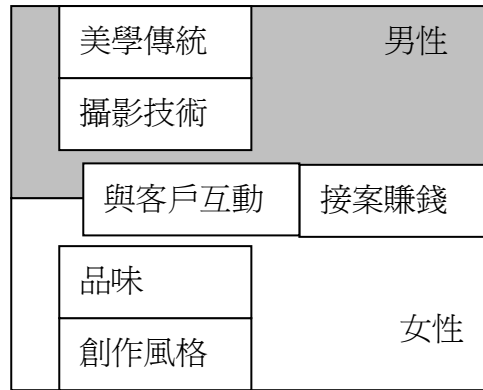 美學傳統
男性
攝影技術
與客戶互動
接案賺錢
品味
女性
創作風格